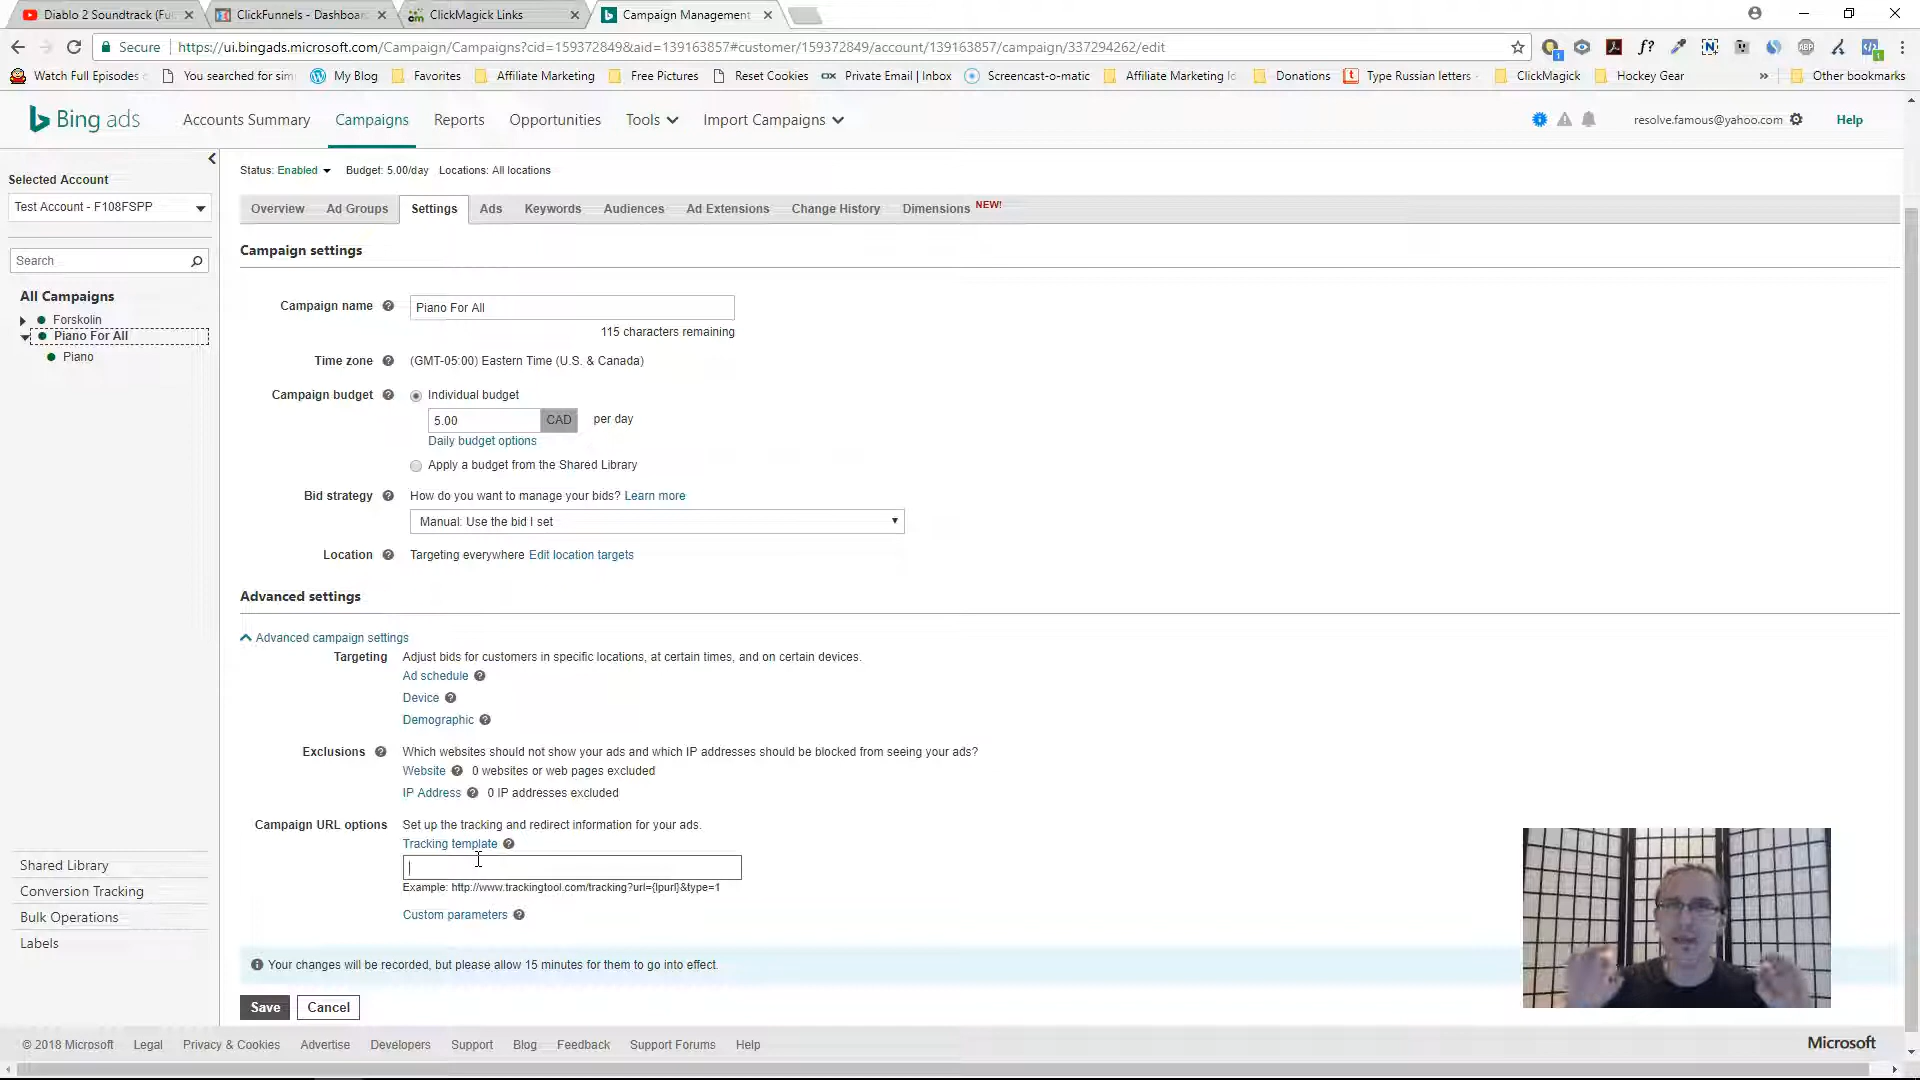 Diablo 2 Soundtrack (Fu
ClickFunnels - Dashboar
ClickMagick Links
Campaign Management
Secure
https://ui.bingads.microsoft.com/Campaign/Campaigns?cid=159372849&aid=139163857#customer/159372849/account/139163857/campaign/337294262/edit
Watch Full Episodes
You searched for sim
My Blog
Favorites
Affiliate Marketing
Free Pictures
Reset Cookies
Private Email | Inbox
Screencast-o-matic
Affiliate Marketing Id
Donations
Type Russian letters
ClickMagick
Hockey Gear
»
Other bookmarks
Bing ads
Accounts Summary
Campaigns
Reports
Opportunities
Tools
Import Campaigns
resolve.famous@yahoo.com
Help
Selected Account
Test Account - F108FSPP
Search
All Campaigns
Forskolin
Piano For All
Piano
Shared Library
Conversion Tracking
Bulk Operations
Labels
Status: Enabled Budget: 5.00/day Locations: All locations
Overview
Ad Groups
Settings
Ads
Keywords
Audiences
Ad Extensions
Change History
Dimensions NEW!
Campaign settings
Campaign name
Piano For All
115 characters remaining
Time zone
(GMT-05:00) Eastern Time (U.S. & Canada)
Campaign budget
Individual budget
5.00 CAD per day
Daily budget options
Apply a budget from the Shared Library
Bid strategy
How do you want to manage your bids? Learn more
Manual: Use the bid I set
Location
Targeting everywhere Edit location targets
Advanced settings
Advanced campaign settings
Targeting
Adjust bids for customers in specific locations, at certain times, and on certain devices.
Ad schedule
Device
Demographic
Exclusions
Which websites should not show your ads and which IP addresses should be blocked from seeing your ads?
Website 0 websites or web pages excluded
IP Address 0 IP addresses excluded
Campaign URL options
Set up the tracking and redirect information for your ads.
Tracking template
Example: http://www.trackingtool.com/tracking?url={lpurl}&type=1
Custom parameters
Your changes will be recorded, but please allow 15 minutes for them to go into effect.
Save
Cancel
© 2018 Microsoft
Legal
Privacy & Cookies
Advertise
Developers
Support
Blog
Feedback
Support Forums
Help
Microsoft